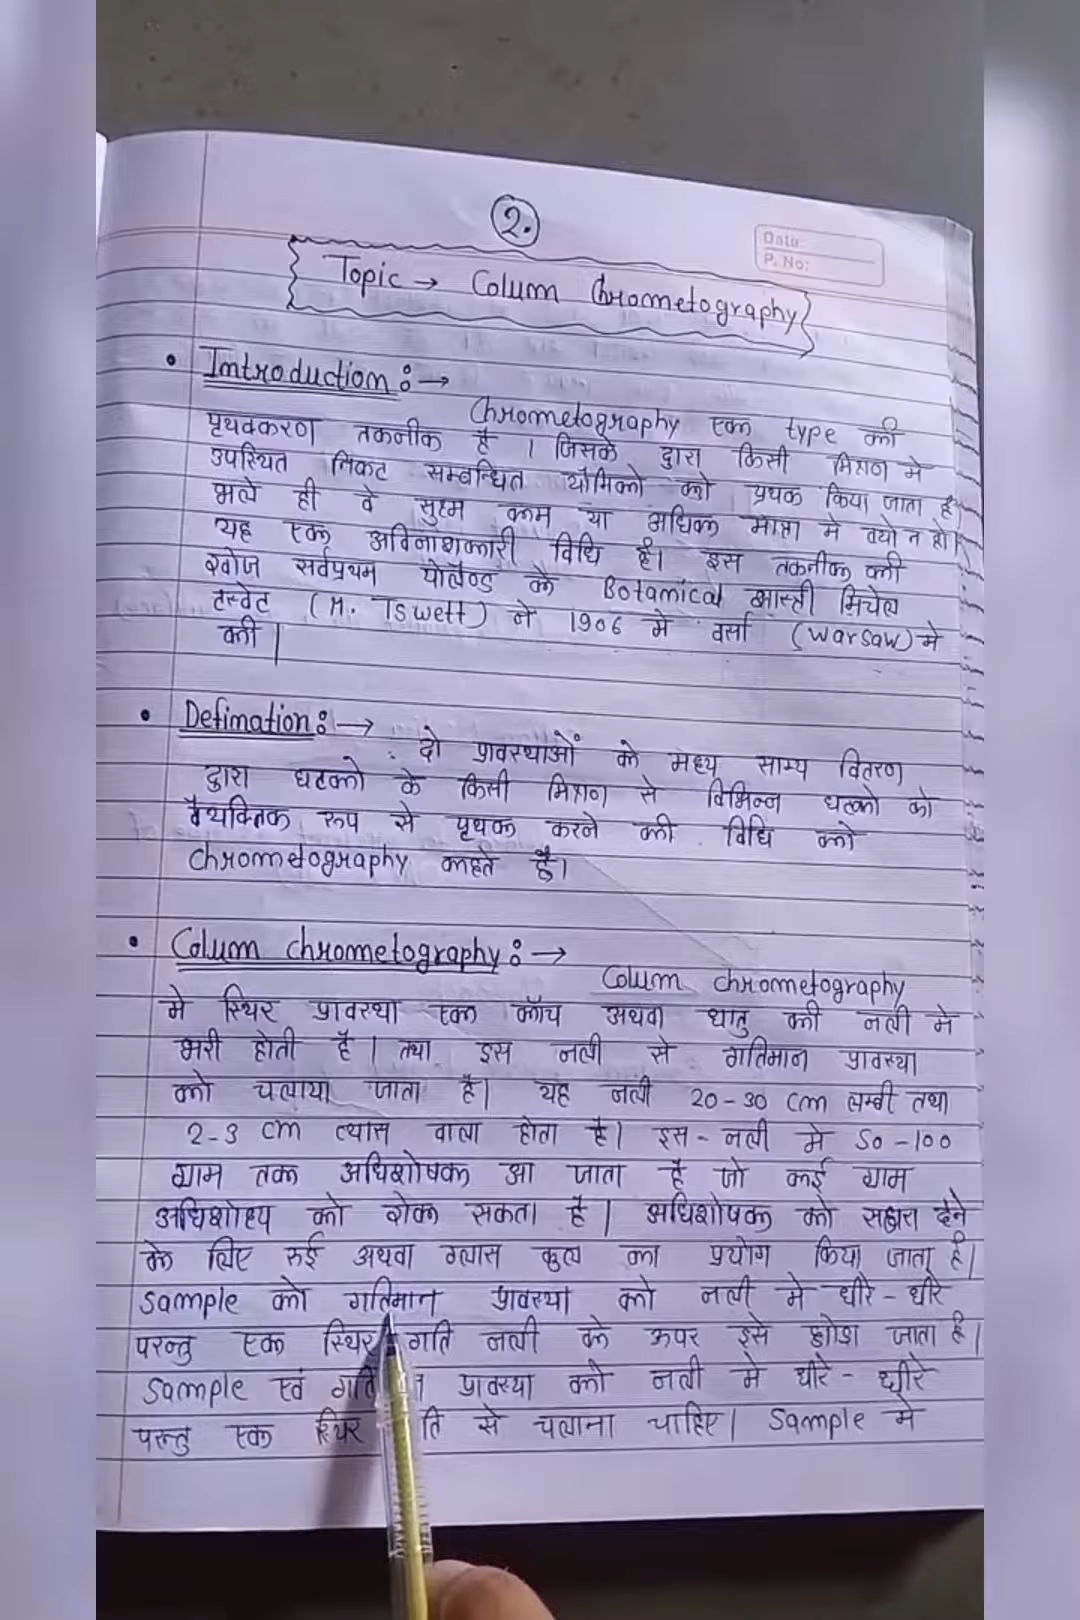 2.
Date:
P. No:
Topic → Colum Chrometography
• Introduction :→
Chrometography एक type की
पृथक्करण तकनीक है । जिसके द्वारा किसी मिश्रण मे
उपस्थित निकट सम्बन्धित यौगिको को प्रथक किया जाता है।
भले ही वे सुक्ष्म कम या अधिक मात्रा मे क्यो न हो।
यह एक अविनाशकारी विधि है। इस तकनीक की
खोज सर्वप्रथम पोलैण्ड के Botamical शास्त्री मिचेल
टस्वेट (M. Tswett) ने 1906 मे वर्सा (Warsaw) मे
की |
• Defination :→
दो प्रावस्थाओं के मध्य साम्य वितरण
द्वारा घटको के किसी मिश्रण से विभिन्न घटको को
वैयक्तिक रूप से पृथक करने की विधि को
Chrometography कहते है।
• Colum chrometography :→
Colum chrometography
मे स्थिर प्रावस्था एक कॉच अथवा धातु की नली मे
भरी होती है । तथा इस नली से गतिमान प्रावस्था
को चलाया जाता है। यह नली 20-30 cm लम्बी तथा
2-3 cm व्यास वाला होता है। इस - नली मे 50-100
ग्राम तक अधिशोषक आ जाता है जो कई ग्राम
अधिशोष्य को रोक सकता है | अधिशोषक को सहारा देने
के लिए रुई अथवा ग्लास वुल का प्रयोग किया जाता है।
Sample को गतिमान प्रावस्था को नली मे धीरे - धीरे
परन्तु एक स्थिर गति नली के ऊपर इसे छोडा जाता है।
Sample एवं प्रावस्था को नली मे धीरे - धीरे
परन्तु एक स्थिर से चलाना चाहिए। Sample मे